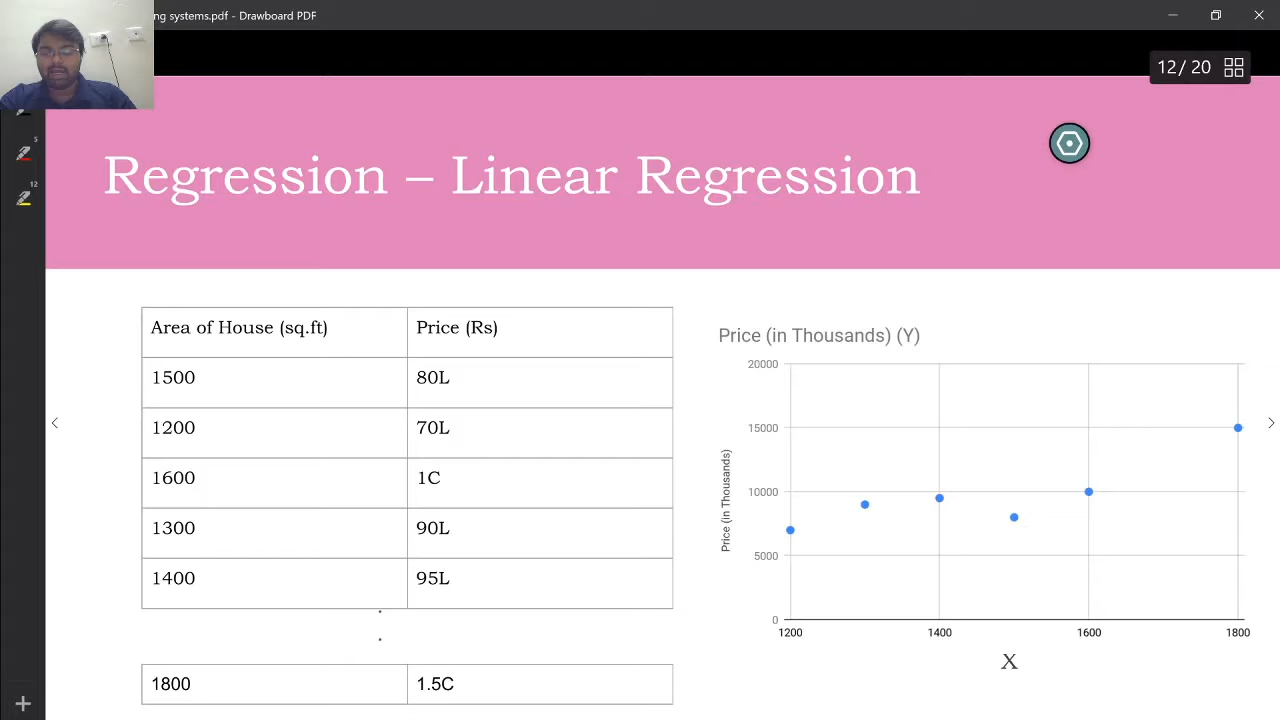 ng systems.pdf - Drawboard PDF
12/ 20
5
12
Regression – Linear Regression
Area of House (sq.ft) Price (Rs)
1500 80L
1200 70L
1600 1C
1300 90L
1400 95L
1800 1.5C
Price (in Thousands) (Y)
Price (in Thousands)
20000
15000
10000
5000
0
1200 1400 1600 1800
X